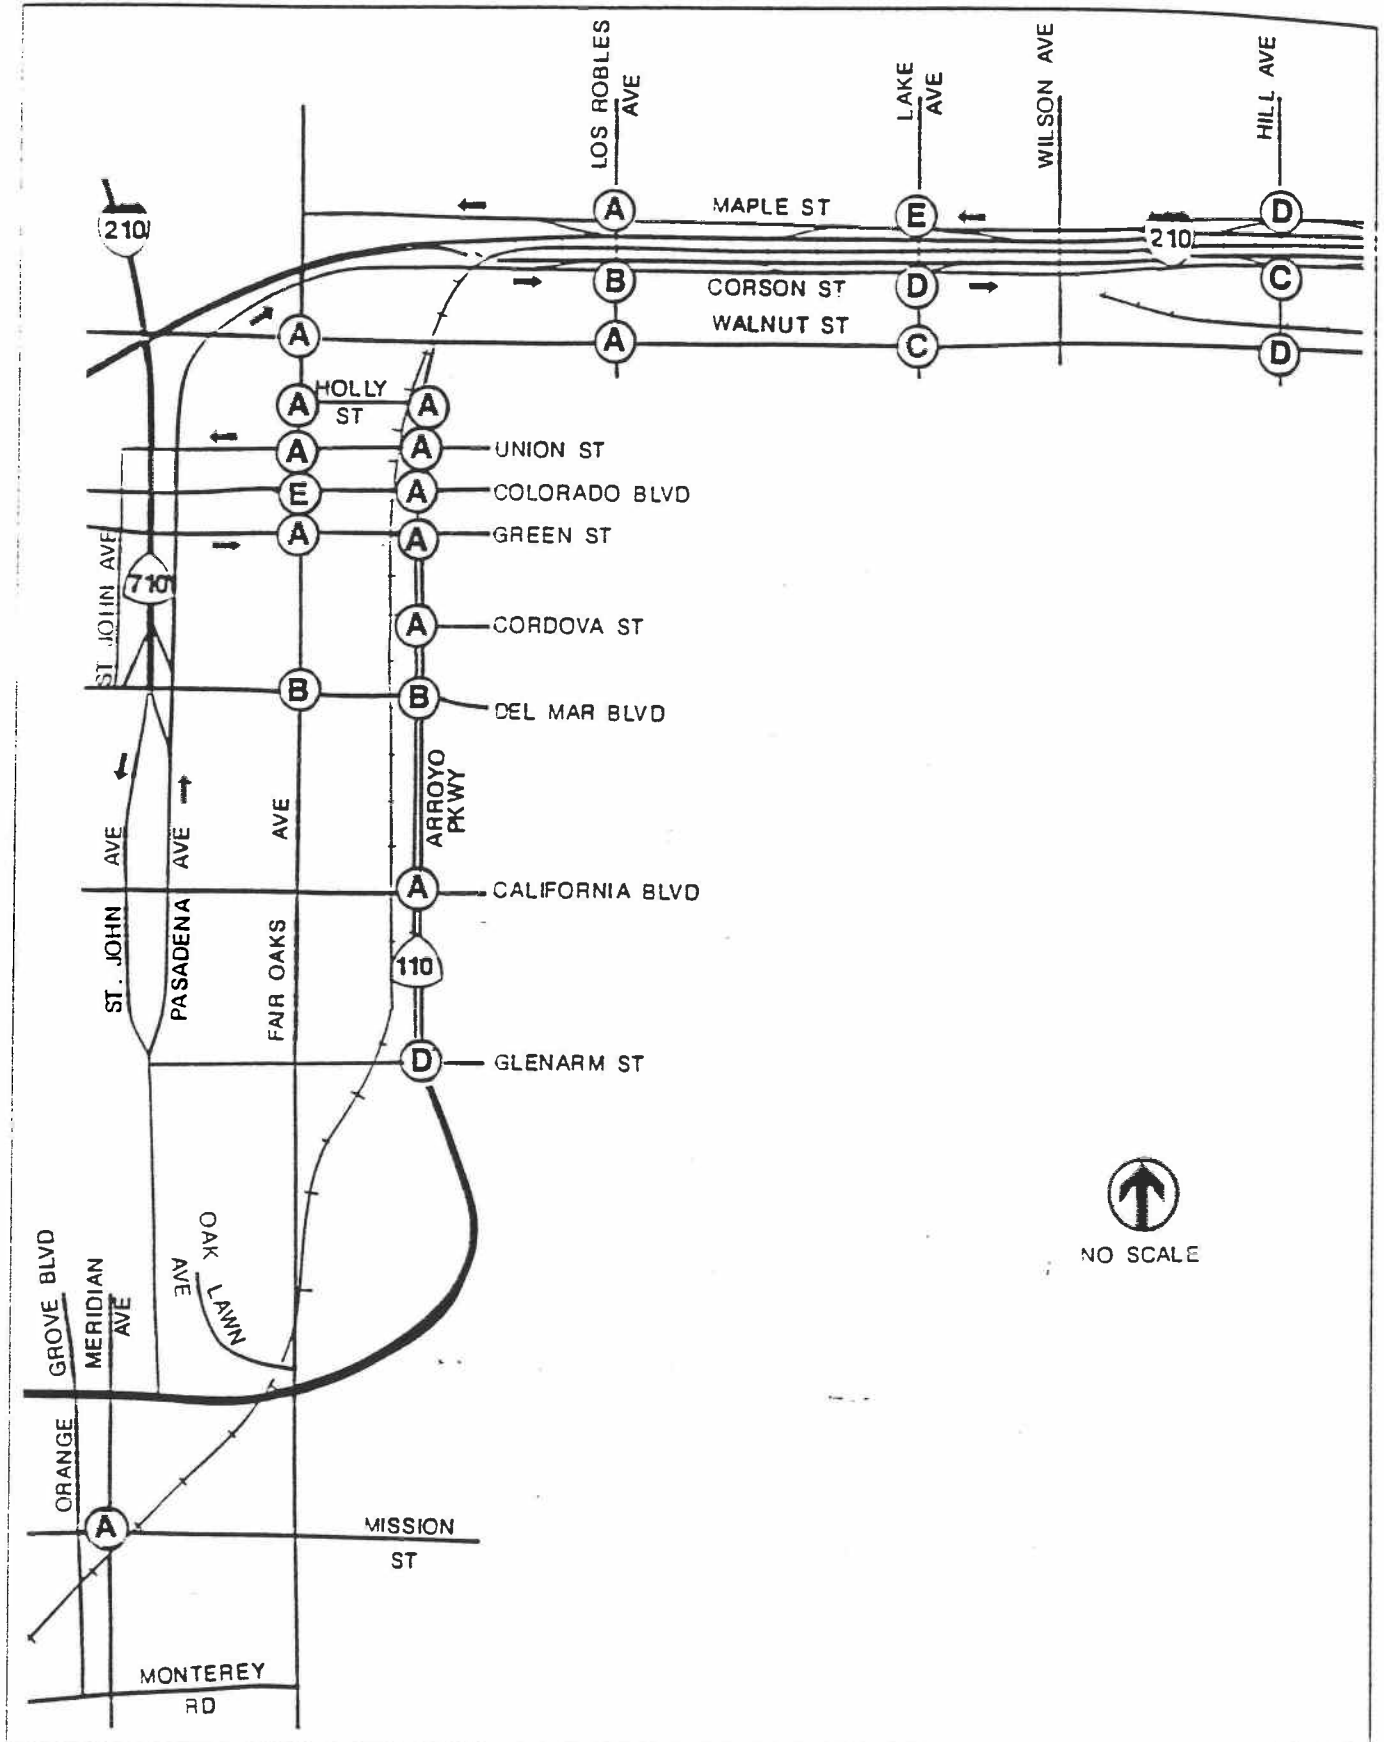 LOS ROBLES
AVE
LAKE
AVE
WILSON AVE
HILL AVE
210
A
MAPLE ST
E
D
210
B
CORSON ST
D
C
WALNUT ST
A
A
C
D
A
HOLLY
ST
A
A
A
UNION ST
E
A
COLORADO BLVD
A
A
GREEN ST
ST JOHN AVE
710
A
CORDOVA ST
B
B
DEL MAR BLVD
ARROYO
PKWY
ST. JOHN AVE
PASADENA AVE
FAIR OAKS AVE
A
CALIFORNIA BLVD
110
D
GLENARM ST
NO SCALE
OAK LAWN
AVE
ORANGE GROVE BLVD
MERIDIAN
AVE
A
MISSION
ST
MONTEREY
RD